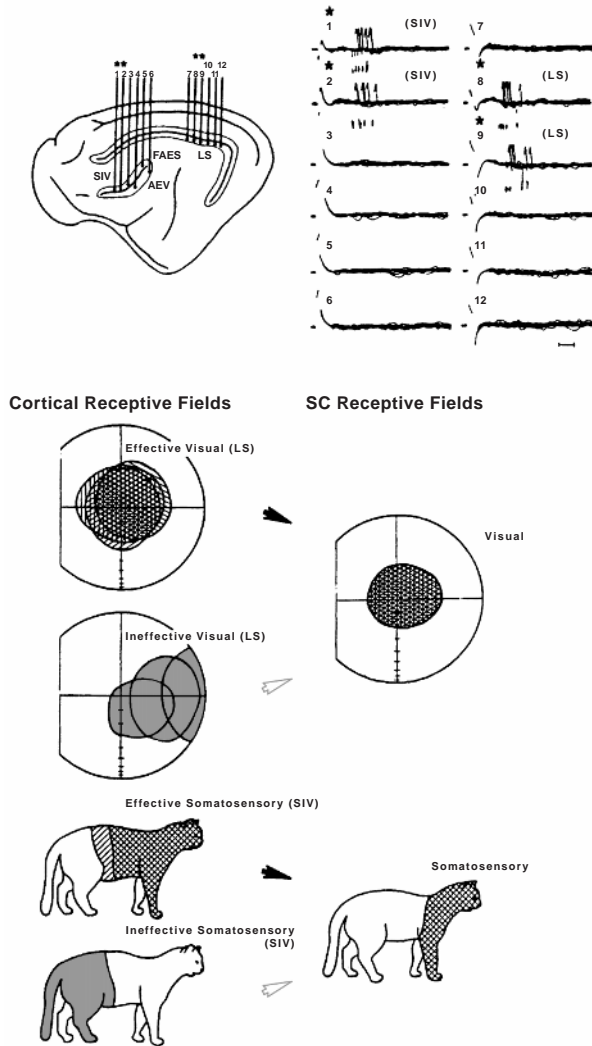 ** **
10
1 2 3 4 5 6 7 8 9 11 12
FAES
LS
SIV
AEV
*
1 (SIV) 7
* *
2 (SIV) 8 (LS)
*
3 9 (LS)
4 10
5 11
6 12
Cortical Receptive Fields SC Receptive Fields
Effective Visual (LS)
Visual
Ineffective Visual (LS)
Effective Somatosensory (SIV)
Somatosensory
Ineffective Somatosensory
(SIV)